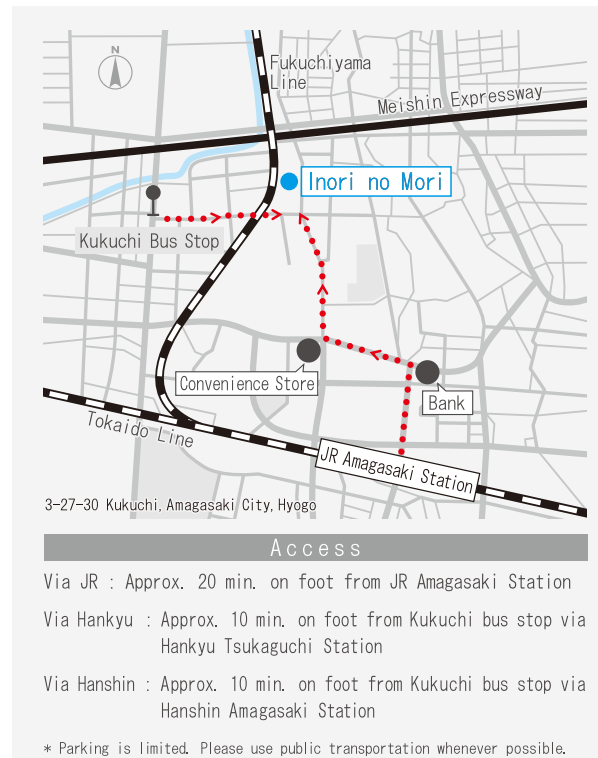 N
Fukuchiyama
Line
Meishin Expressway
Inori no Mori
Kukuchi Bus Stop
Convenience Store
Bank
Tokaido Line
JR Amagasaki Station
3-27-30 Kukuchi, Amagasaki City, Hyogo
Access
Via JR : Approx. 20 min. on foot from JR Amagasaki Station
Via Hankyu : Approx. 10 min. on foot from Kukuchi bus stop via
Hankyu Tsukaguchi Station
Via Hanshin : Approx. 10 min. on foot from Kukuchi bus stop via
Hanshin Amagasaki Station
* Parking is limited. Please use public transportation whenever possible.